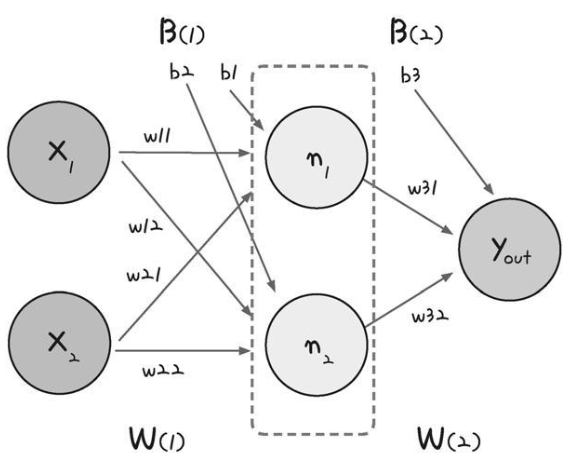 B(1)
B(2)
b2
b1
b3
w11
x1
n1
w31
w12
yout
w21
x2
n2
w32
w22
W(1)
W(2)